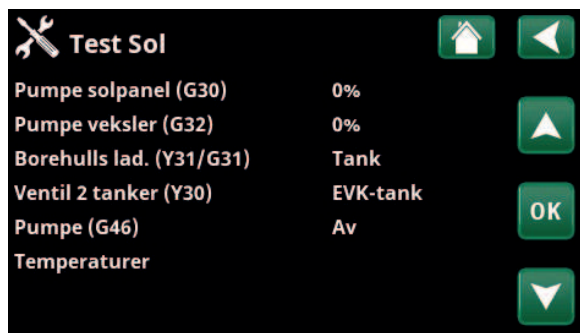 Test Sol
Pumpe solpanel (G30) 0%
Pumpe veksler (G32) 0%
Borehulls lad. (Y31/G31) Tank
Ventil 2 tanker (Y30) EVK-tank
Pumpe (G46) Av
Temperaturer
OK